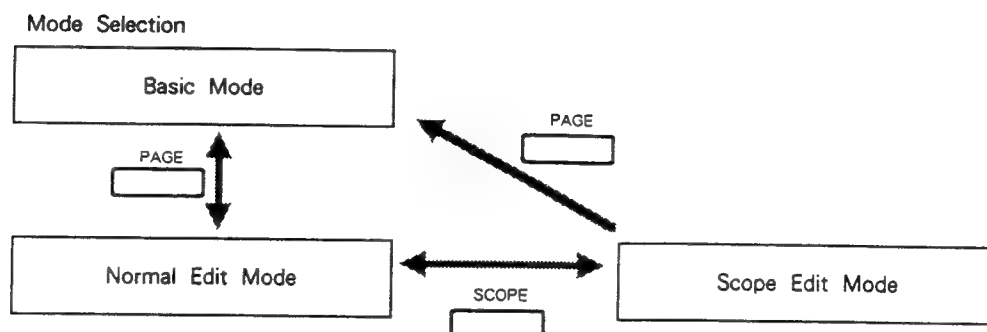 Mode Selection
Basic Mode
PAGE
PAGE
Normal Edit Mode
SCOPE
Scope Edit Mode